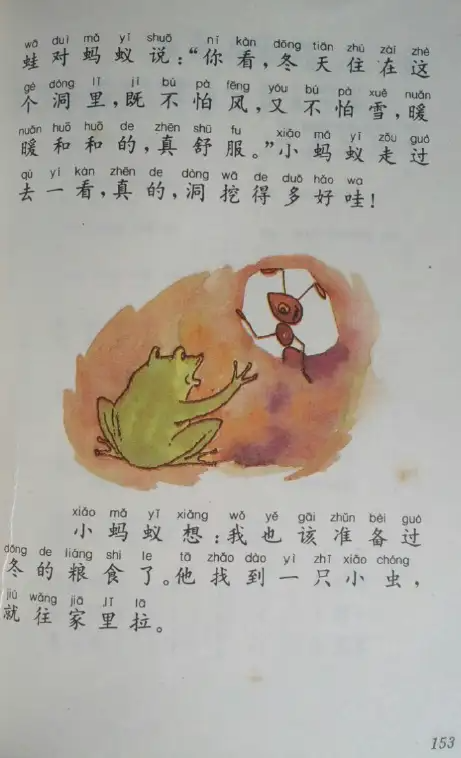 wā duì mǎ yǐ shuō nǐ kàn dōng tiān zhù zài zhè
蛙对蚂蚁说：“你看，冬天住在这
gè dòng lǐ jì bú pà fēng yòu bú pà xuě nuǎn
个洞里，既不怕风，又不怕雪，暖
nuǎn huō huō de zhēn shū fu xiǎo mǎ yǐ zǒu guò
暖和和的，真舒服。”小蚂蚁走过
qù yí kàn zhēn de dòng wā de duō hǎo wa
去一看，真的，洞挖得多好哇！
xiǎo mǎ yǐ xiǎng wǒ yě gāi zhǔn bèi guò
小蚂蚁想：我也该准备过
dōng de liáng shi le tā zhǎo dào yì zhī xiǎo chóng
冬的粮食了。他找到一只小虫，
jiù wǎng jiā lǐ lā
就往家里拉。
153